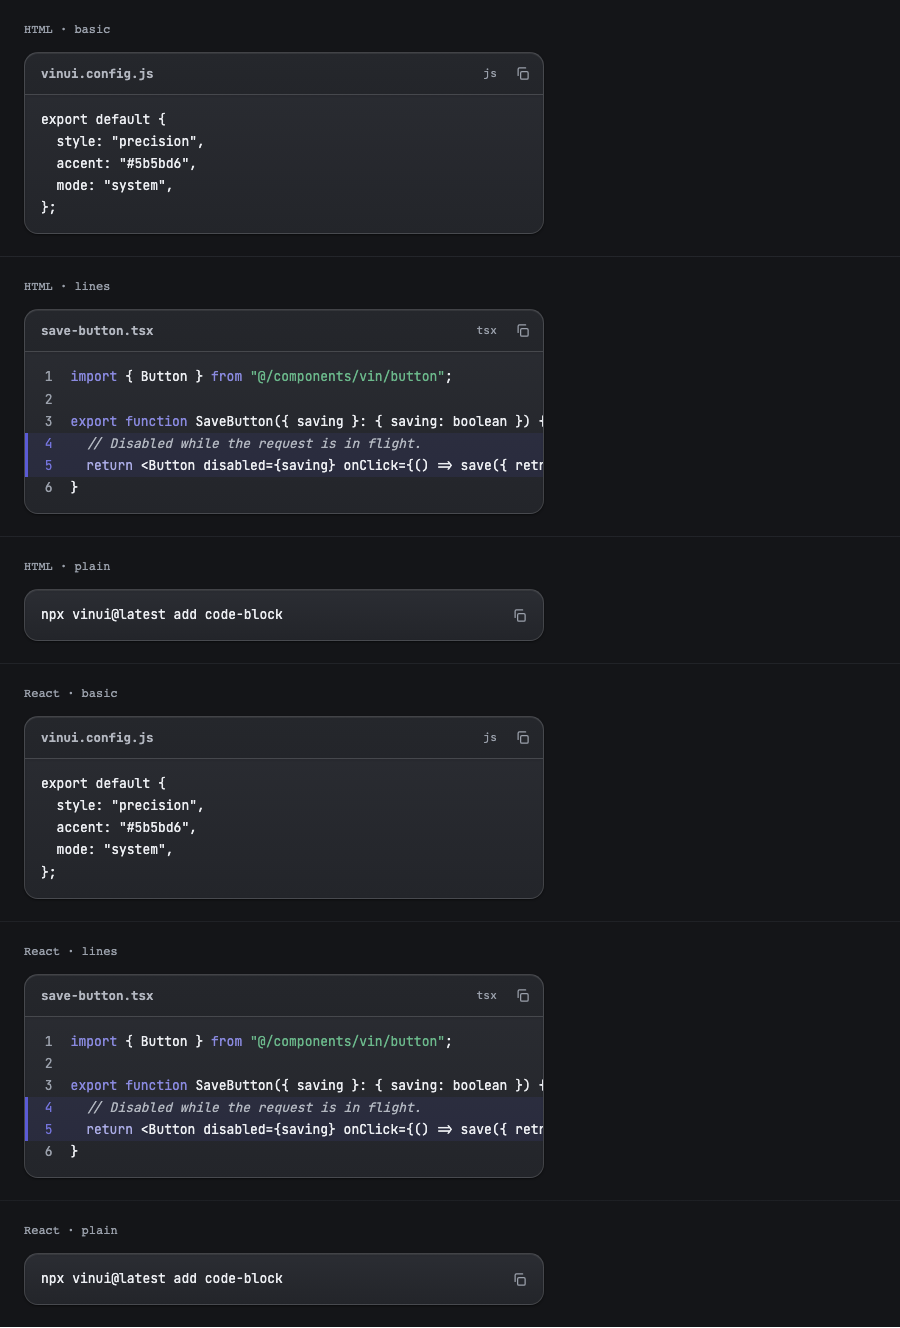 HTML · basic
vinui.config.js js
export default {
  style: "precision",
  accent: "#5b5bd6",
  mode: "system",
};
HTML · lines
save-button.tsx tsx
1 import { Button } from "@/components/vin/button";
2
3 export function SaveButton({ saving }: { saving: boolean }) {
4   // Disabled while the request is in flight.
5   return <Button disabled={saving} onClick={() => save({ retr
6 }
HTML · plain
npx vinui@latest add code-block
React · basic
vinui.config.js js
export default {
  style: "precision",
  accent: "#5b5bd6",
  mode: "system",
};
React · lines
save-button.tsx tsx
1 import { Button } from "@/components/vin/button";
2
3 export function SaveButton({ saving }: { saving: boolean }) {
4   // Disabled while the request is in flight.
5   return <Button disabled={saving} onClick={() => save({ retr
6 }
React · plain
npx vinui@latest add code-block